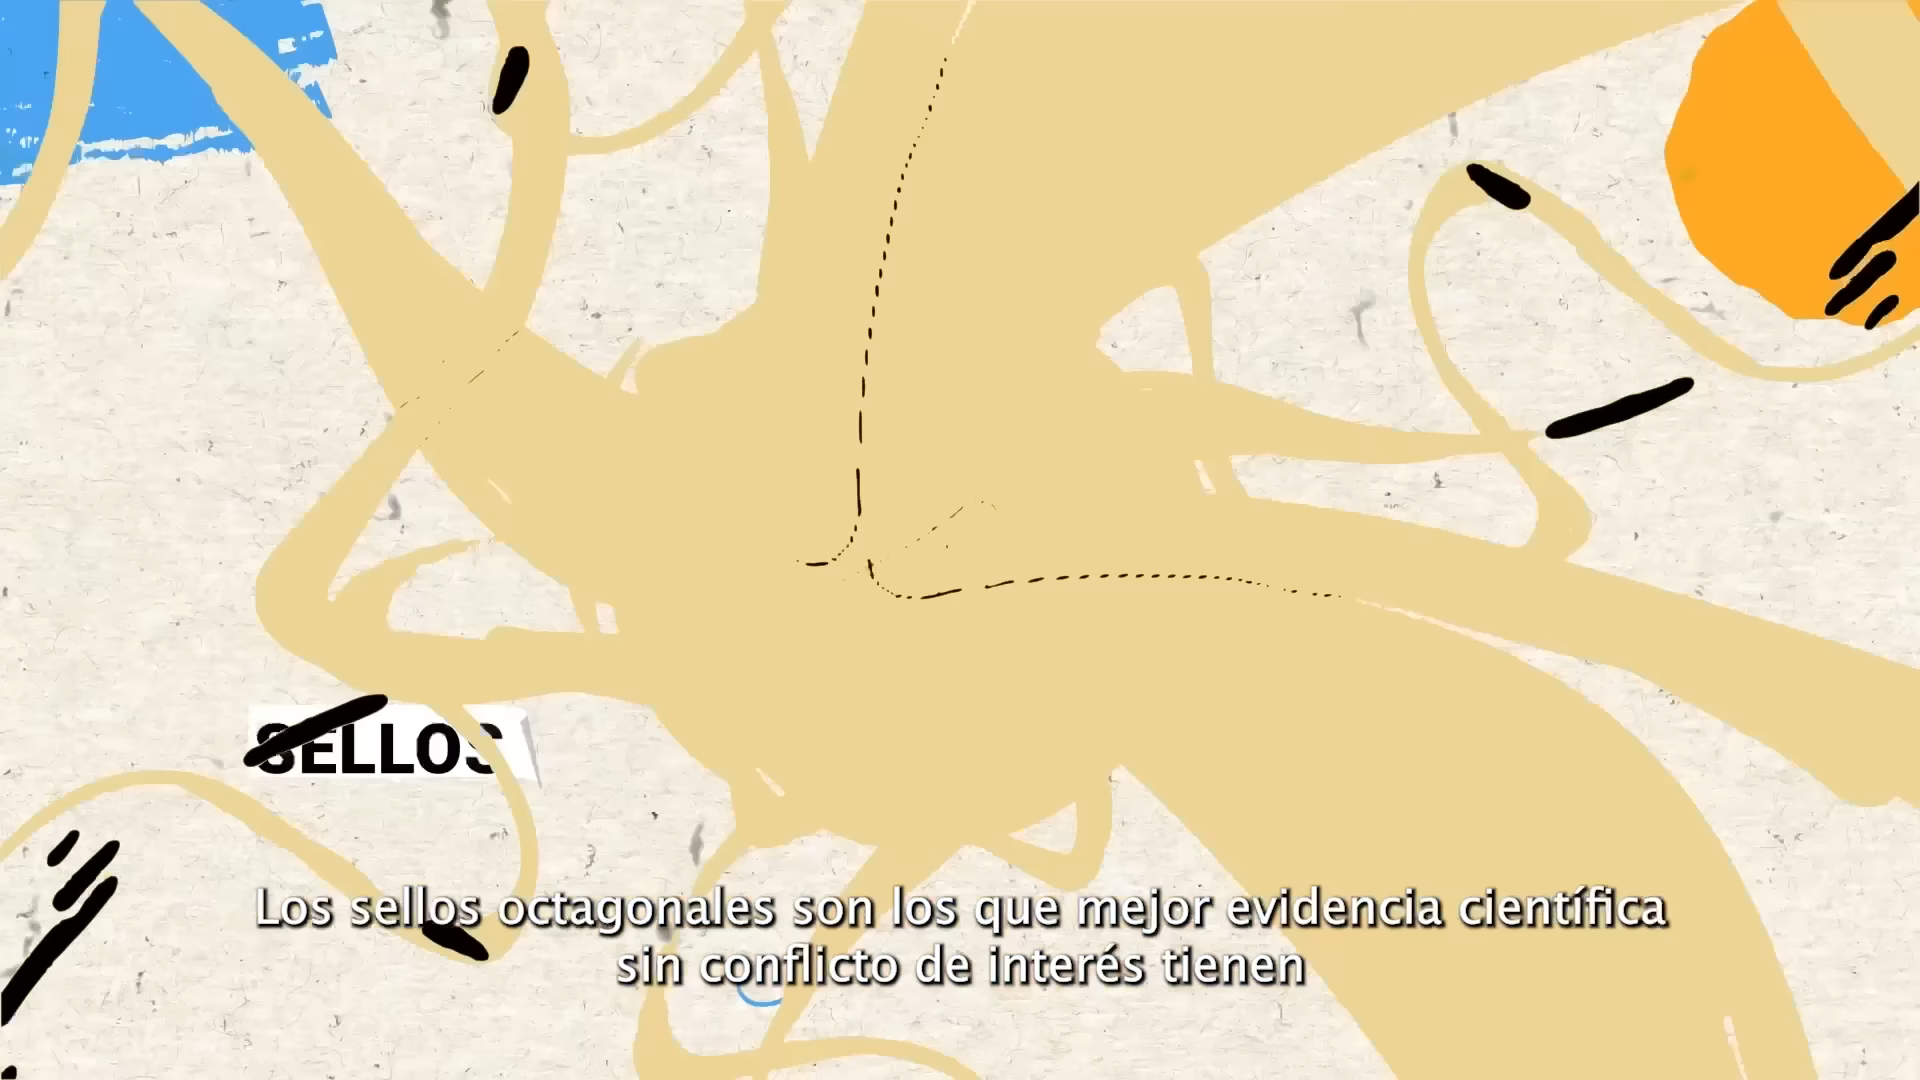 SELLOS
Los sellos octagonales son los que mejor evidencia científica
sin conflicto de interés tienen